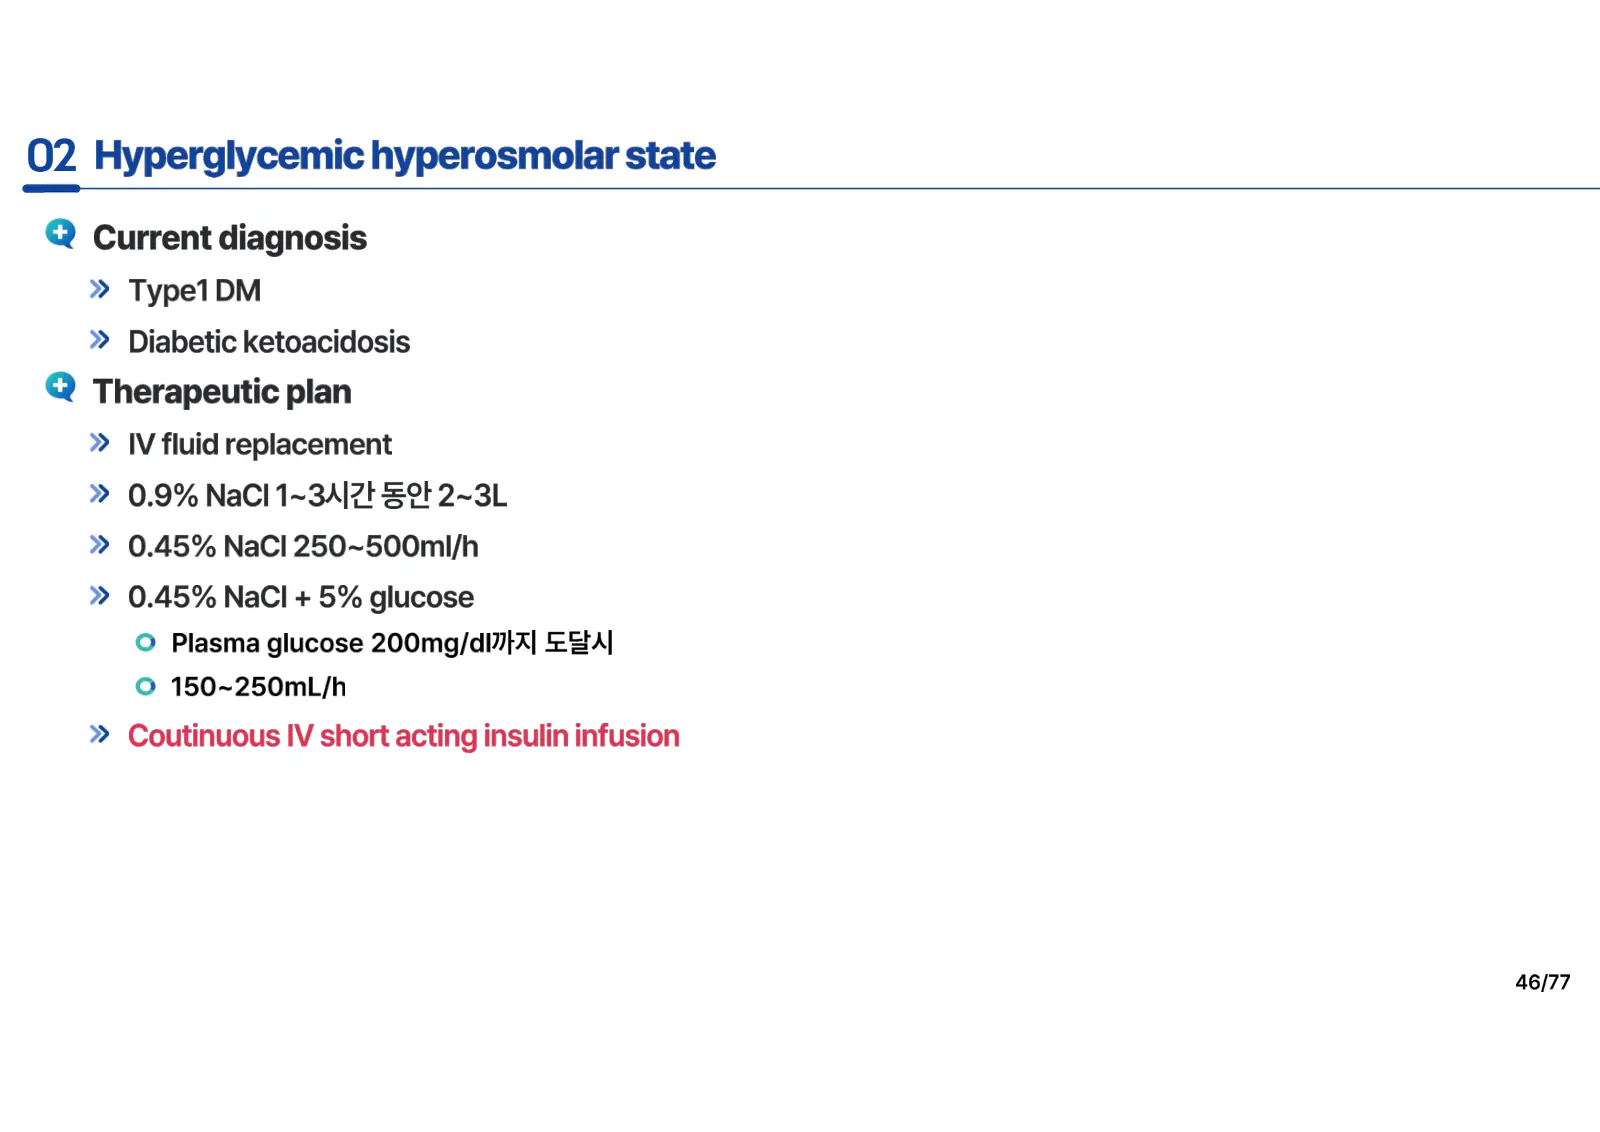 02 Hyperglycemic hyperosmolar state
Current diagnosis
Type1 DM
Diabetic ketoacidosis
Therapeutic plan
IV fluid replacement
0.9% NaCl 1~3시간 동안 2~3L
0.45% NaCl 250~500ml/h
0.45% NaCl + 5% glucose
Plasma glucose 200mg/dl까지 도달시
150~250mL/h
Coutinuous IV short acting insulin infusion
46/77